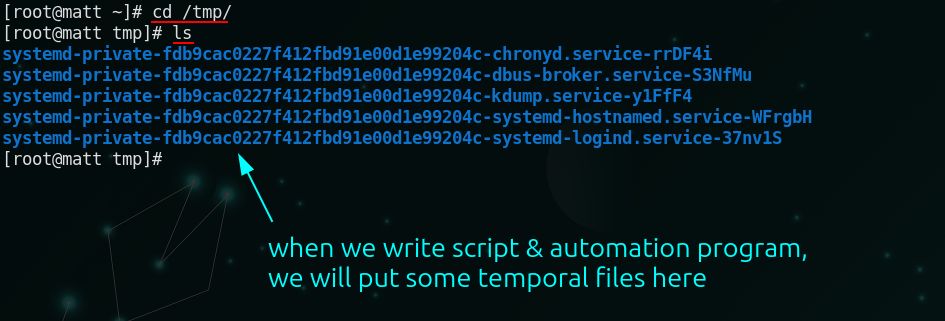 [root@matt ~]# cd /tmp/
[root@matt tmp]# ls
systemd-private-fdb9cac0227f412fbd91e00d1e99204c-chronyd.service-rrDF4i
systemd-private-fdb9cac0227f412fbd91e00d1e99204c-dbus-broker.service-S3NfMu
systemd-private-fdb9cac0227f412fbd91e00d1e99204c-kdump.service-y1FfF4
systemd-private-fdb9cac0227f412fbd91e00d1e99204c-systemd-hostnamed.service-WFrgbH
systemd-private-fdb9cac0227f412fbd91e00d1e99204c-systemd-logind.service-37nv1S
[root@matt tmp]#
when we write script & automation program,
we will put some temporal files here